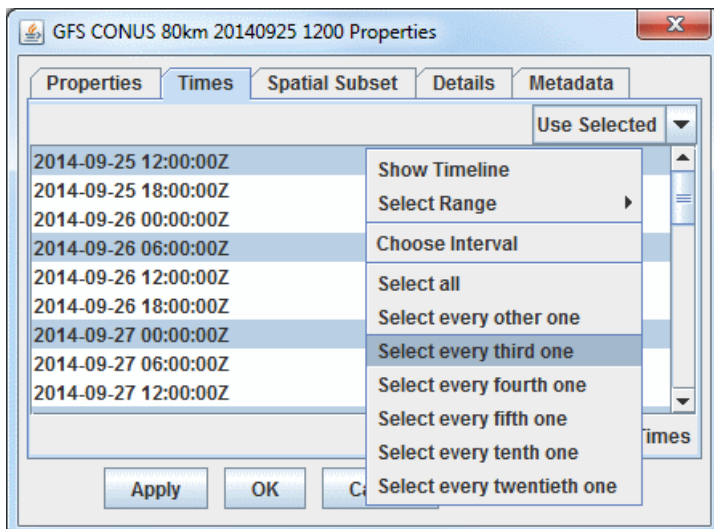 GFS CONUS 80km 20140925 1200 Properties
Properties Times Spatial Subset Details Metadata
Use Selected
2014-09-25 12:00:00Z
2014-09-25 18:00:00Z
2014-09-26 00:00:00Z
2014-09-26 06:00:00Z
2014-09-26 12:00:00Z
2014-09-26 18:00:00Z
2014-09-27 00:00:00Z
2014-09-27 06:00:00Z
2014-09-27 12:00:00Z
Show Timeline
Select Range
Choose Interval
Select all
Select every other one
Select every third one
Select every fourth one
Select every fifth one
Select every tenth one
Select every twentieth one
Times
Apply OK Ca